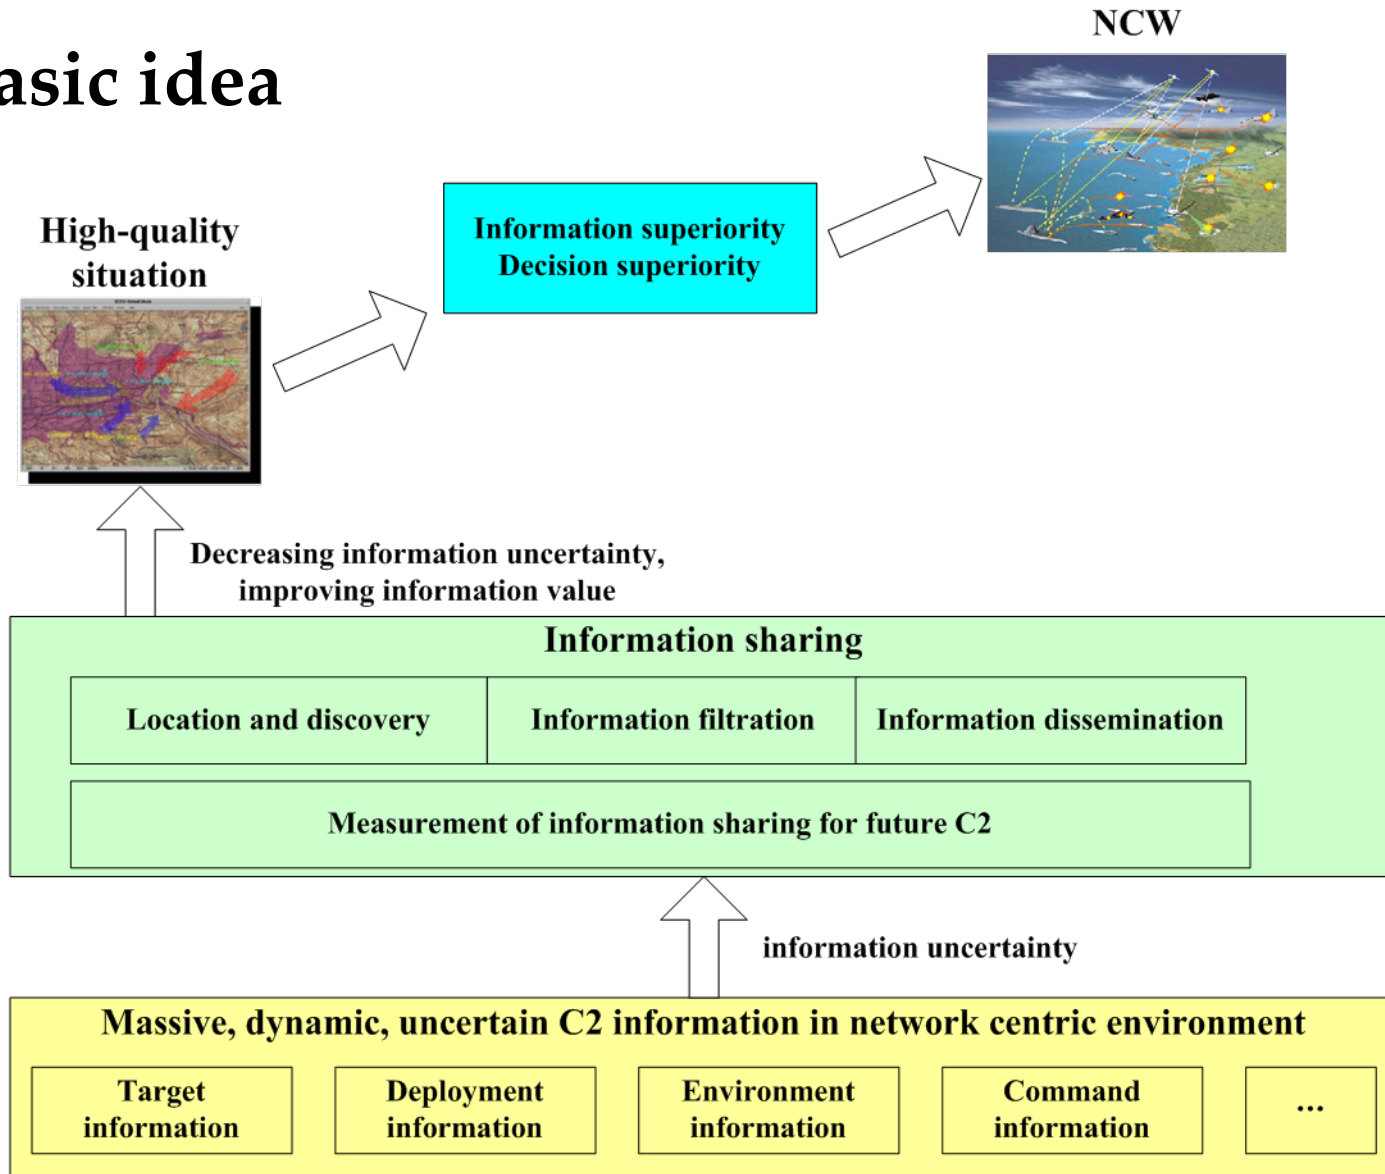 asic idea
NCW
High-quality
situation
Information superiority
Decision superiority
Decreasing information uncertainty,
improving information value
Information sharing
Location and discovery
Information filtration
Information dissemination
Measurement of information sharing for future C2
information uncertainty
Massive, dynamic, uncertain C2 information in network centric environment
Target
information
Deployment
information
Environment
information
Command
information
...